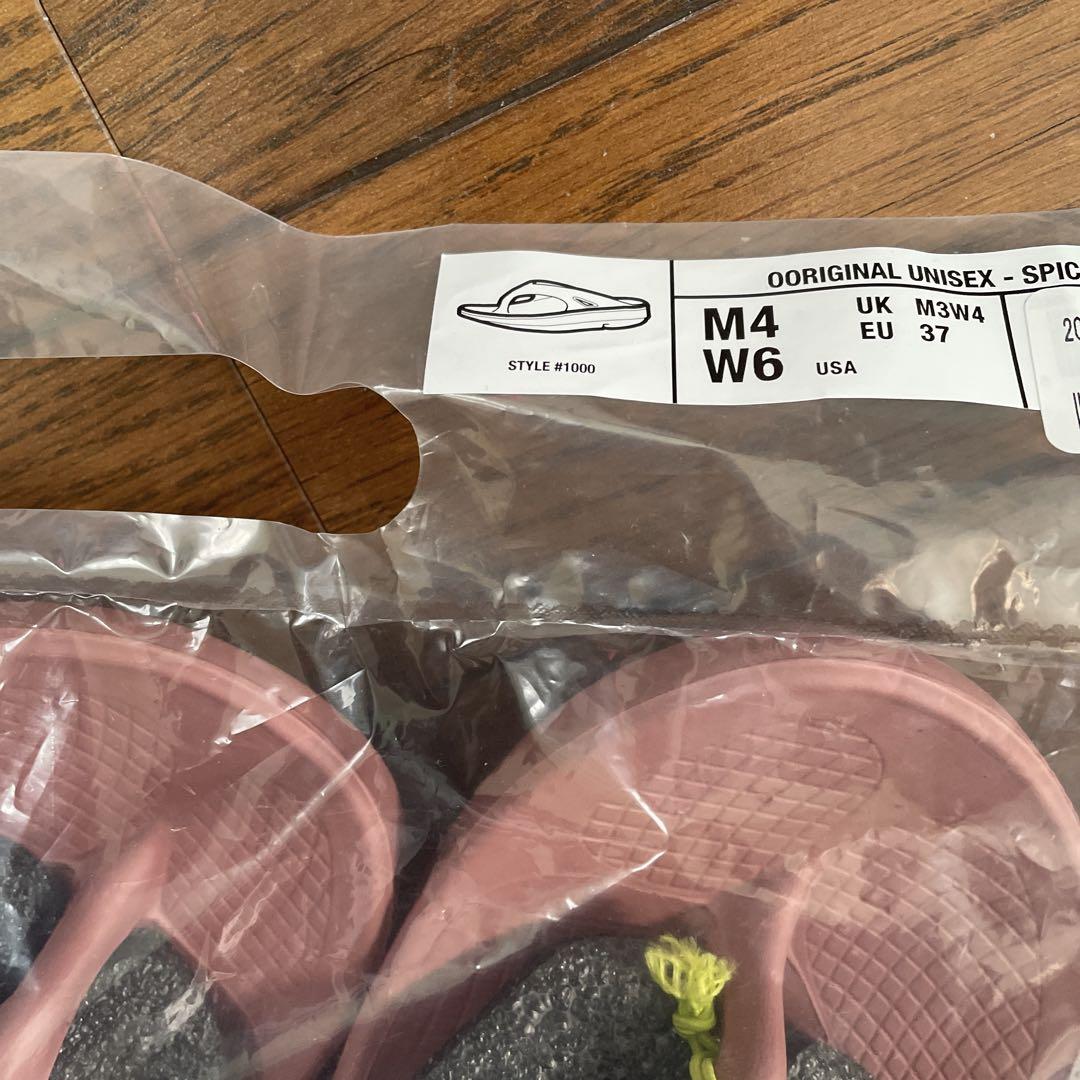 OORIGINAL UNISEX - SPIC
M4 UK M3W4
W6 USA EU 37
STYLE #1000